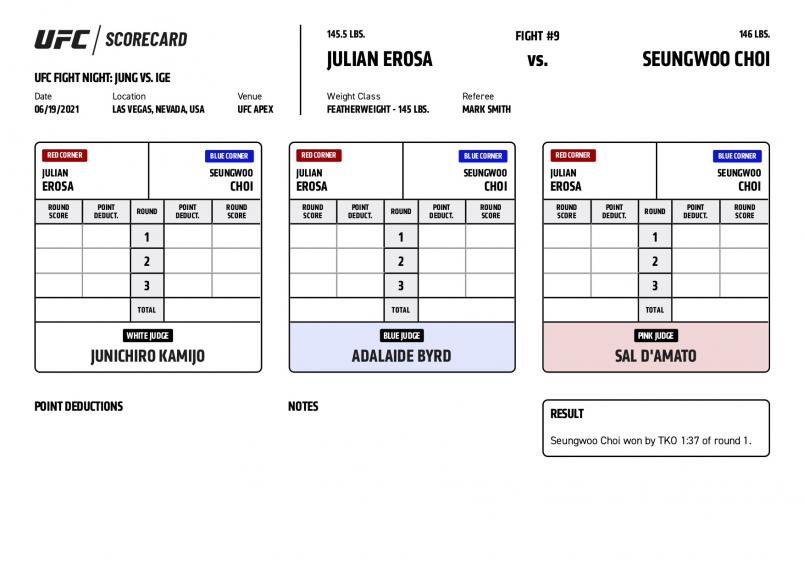 UFC / SCORECARD
UFC FIGHT NIGHT: JUNG VS. IGE
Date Location Venue
06/19/2021 LAS VEGAS, NEVADA, USA UFC APEX
145.5 LBS. FIGHT #9 146 LBS.
JULIAN EROSA VS. SEUNGWOO CHOI
Weight Class Referee
FEATHERWEIGHT - 145 LBS. MARK SMITH
RED CORNER BLUE CORNER
JULIAN SEUNGWOO
EROSA CHOI
ROUND SCORE POINT DEDUCT. ROUND POINT DEDUCT. ROUND SCORE
1
2
3
TOTAL
WHITE JUDGE
JUNICHIRO KAMIJO
RED CORNER BLUE CORNER
JULIAN SEUNGWOO
EROSA CHOI
ROUND SCORE POINT DEDUCT. ROUND POINT DEDUCT. ROUND SCORE
1
2
3
TOTAL
BLUE JUDGE
ADALAIDE BYRD
RED CORNER BLUE CORNER
JULIAN SEUNGWOO
EROSA CHOI
ROUND SCORE POINT DEDUCT. ROUND POINT DEDUCT. ROUND SCORE
1
2
3
TOTAL
PINK JUDGE
SAL D'AMATO
POINT DEDUCTIONS
NOTES
RESULT
Seungwoo Choi won by TKO 1:37 of round 1.